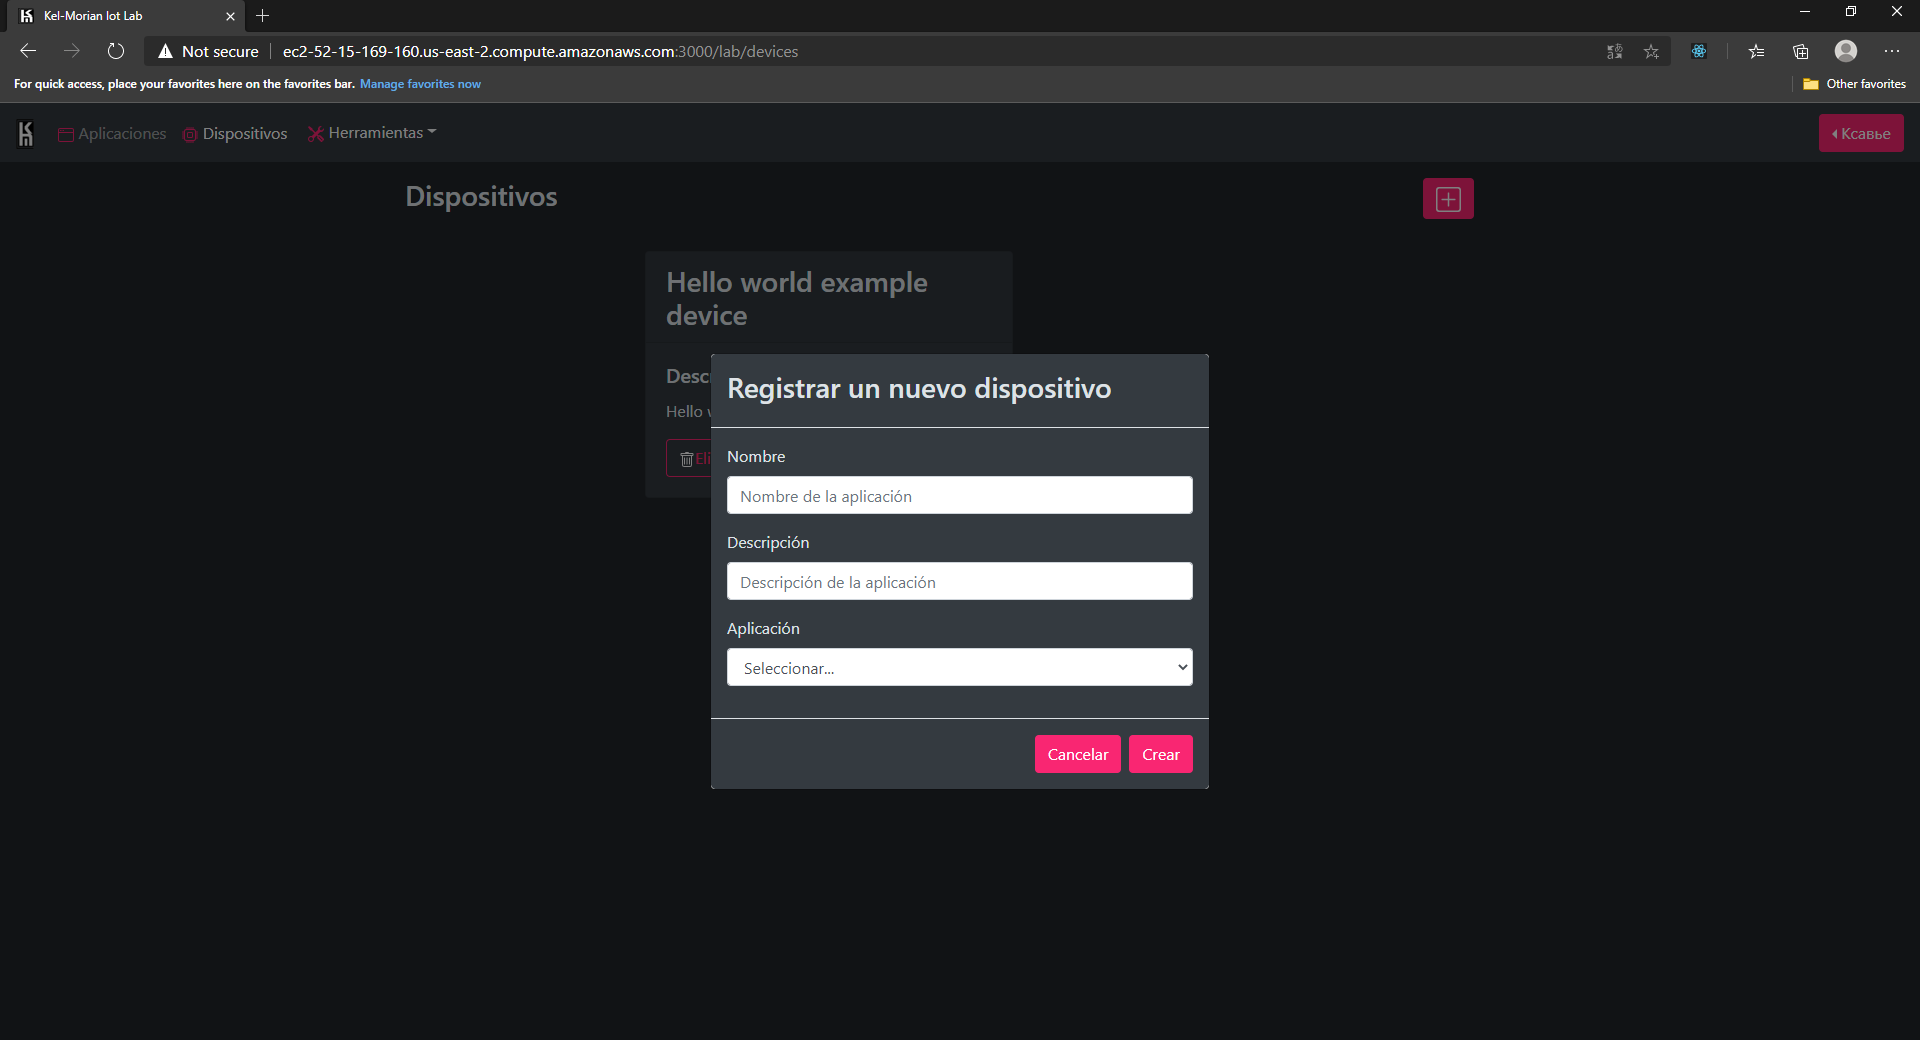 Kel-Morian Iot Lab
Not secure
ec2-52-15-169-160.us-east-2.compute.amazonaws.com:3000/lab/devices
For quick access, place your favorites here on the favorites bar. Manage favorites now
Other favorites
Aplicaciones
Dispositivos
Herramientas
Ксавье
Dispositivos
Hello world example
device
Desc
Hello
Eli
Registrar un nuevo dispositivo
Nombre
Nombre de la aplicación
Descripción
Descripción de la aplicación
Aplicación
Seleccionar...
Cancelar
Crear